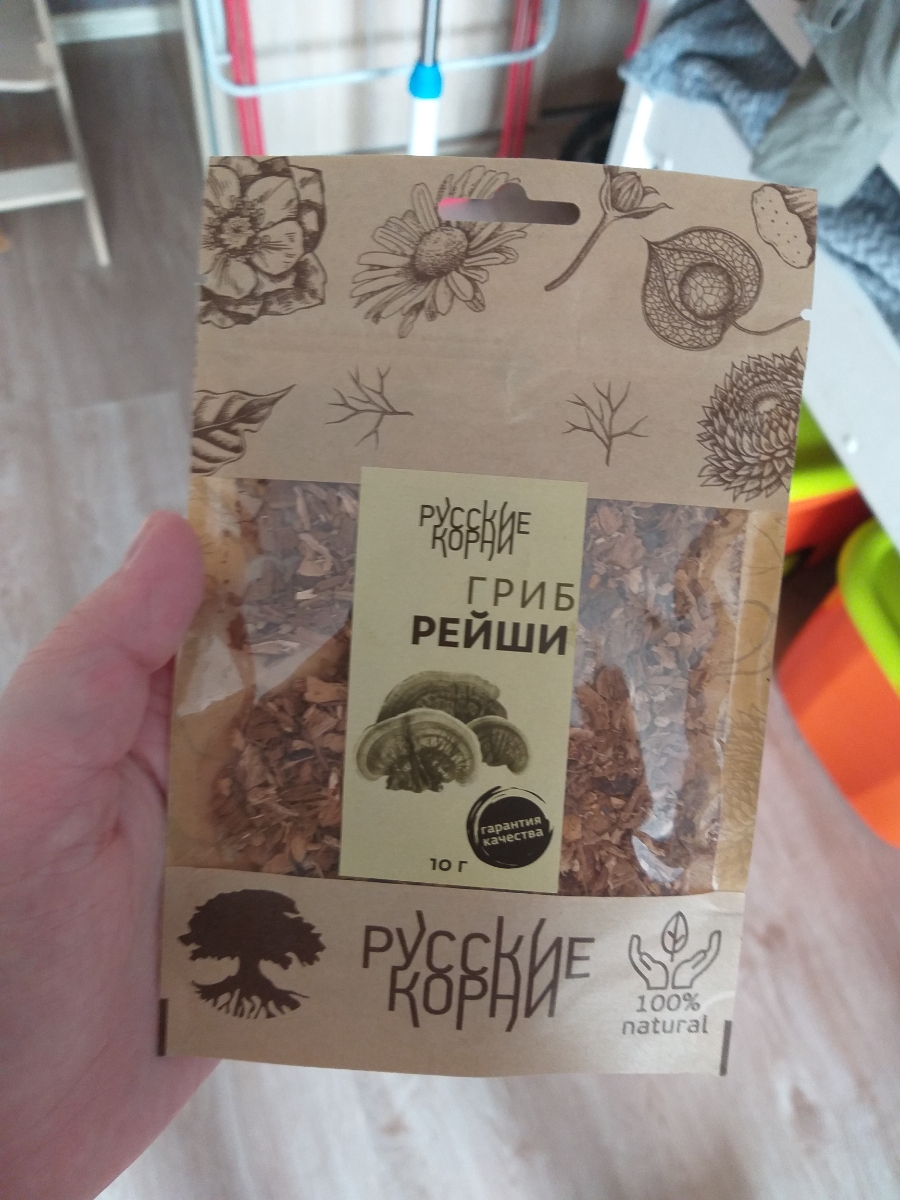 РУССКИЕ
КОРНИ
ГРИБ
РЕЙШИ
гарантия
качества
10 Г
РУССКИЕ
КОРНИ
100%
natural